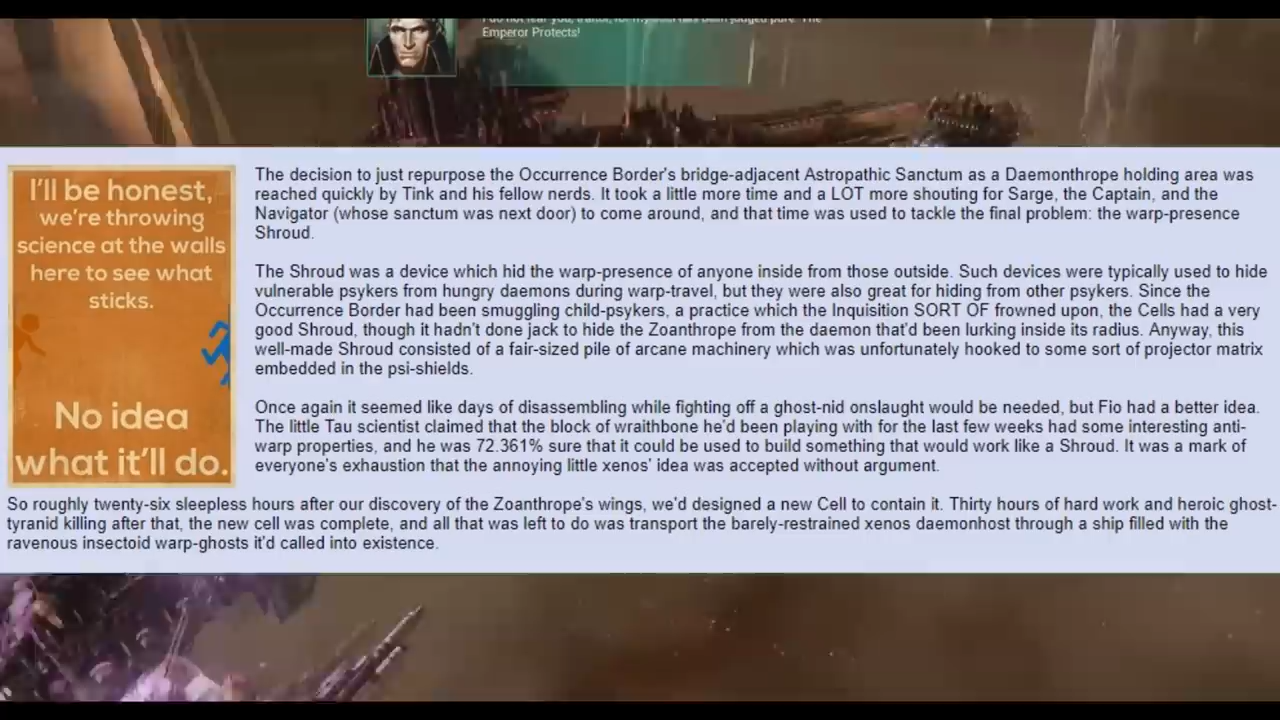 Emperor Protects!
I'll be honest,
we're throwing
science at the walls
here to see what
sticks.
No idea
what it'll do.
The decision to just repurpose the Occurrence Border's bridge-adjacent Astropathic Sanctum as a Daemonthrope holding area was
reached quickly by Tink and his fellow nerds. It took a little more time and a LOT more shouting for Sarge, the Captain, and the
Navigator (whose sanctum was next door) to come around, and that time was used to tackle the final problem: the warp-presence
Shroud.
The Shroud was a device which hid the warp-presence of anyone inside from those outside. Such devices were typically used to hide
vulnerable psykers from hungry daemons during warp-travel, but they were also great for hiding from other psykers. Since the
Occurrence Border had been smuggling child-psykers, a practice which the Inquisition SORT OF frowned upon, the Cells had a very
good Shroud, though it hadn't done jack to hide the Zoanthrope from the daemon that'd been lurking inside its radius. Anyway, this
well-made Shroud consisted of a fair-sized pile of arcane machinery which was unfortunately hooked to some sort of projector matrix
embedded in the psi-shields.
Once again it seemed like days of disassembling while fighting off a ghost-nid onslaught would be needed, but Fio had a better idea.
The little Tau scientist claimed that the block of wraithbone he'd been playing with for the last few weeks had some interesting anti-
warp properties, and he was 72.361% sure that it could be used to build something that would work like a Shroud. It was a mark of
everyone's exhaustion that the annoying little xenos' idea was accepted without argument.
So roughly twenty-six sleepless hours after our discovery of the Zoanthrope's wings, we'd designed a new Cell to contain it. Thirty hours of hard work and heroic ghost-
tyranid killing after that, the new cell was complete, and all that was left to do was transport the barely-restrained xenos daemonhost through a ship filled with the
ravenous insectoid warp-ghosts it'd called into existence.